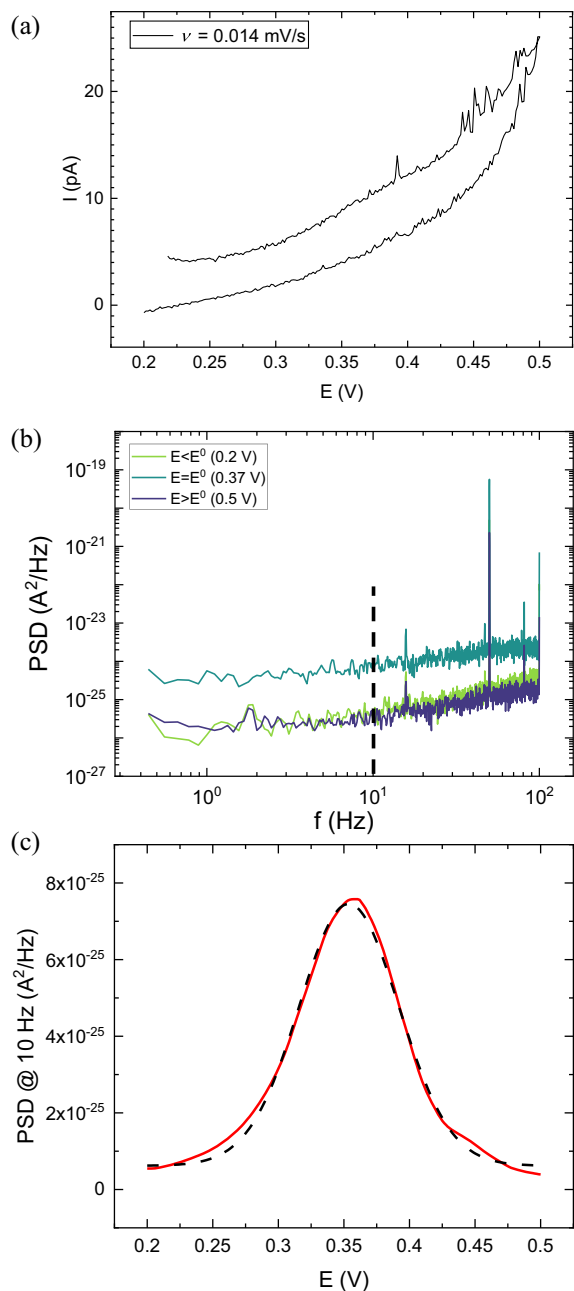 (a)
ν = 0.014 mV/s
20
10
0
I (pA)
0.2 0.25 0.3 0.35 0.4 0.45 0.5
E (V)
(b)
E<E⁰ (0.2 V)
E=E⁰ (0.37 V)
E>E⁰ (0.5 V)
10⁻¹⁹
10⁻²¹
10⁻²³
10⁻²⁵
10⁻²⁷
PSD (A²/Hz)
10⁰ 10¹ 10²
f (Hz)
(c)
8x10⁻²⁵
6x10⁻²⁵
4x10⁻²⁵
2x10⁻²⁵
0
PSD @ 10 Hz (A²/Hz)
0.2 0.25 0.3 0.35 0.4 0.45 0.5
E (V)